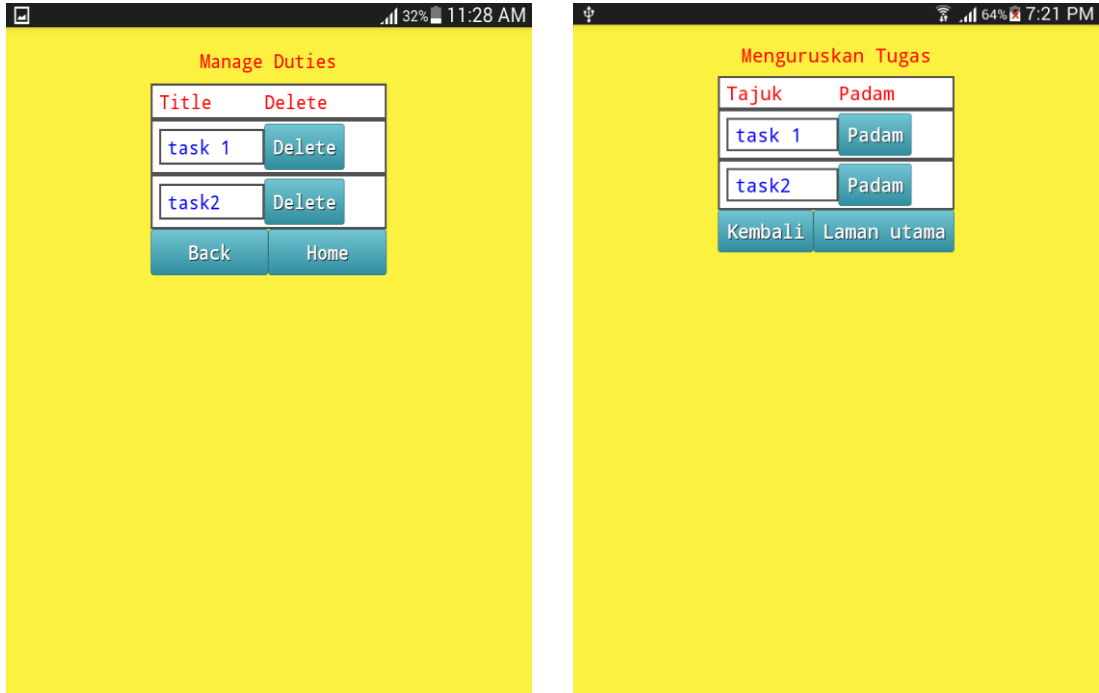 32% 11:28 AM
Manage Duties
Title Delete
task 1 Delete
task2 Delete
Back Home
64% 7:21 PM
Menguruskan Tugas
Tajuk Padam
task 1 Padam
task2 Padam
Kembali Laman utama